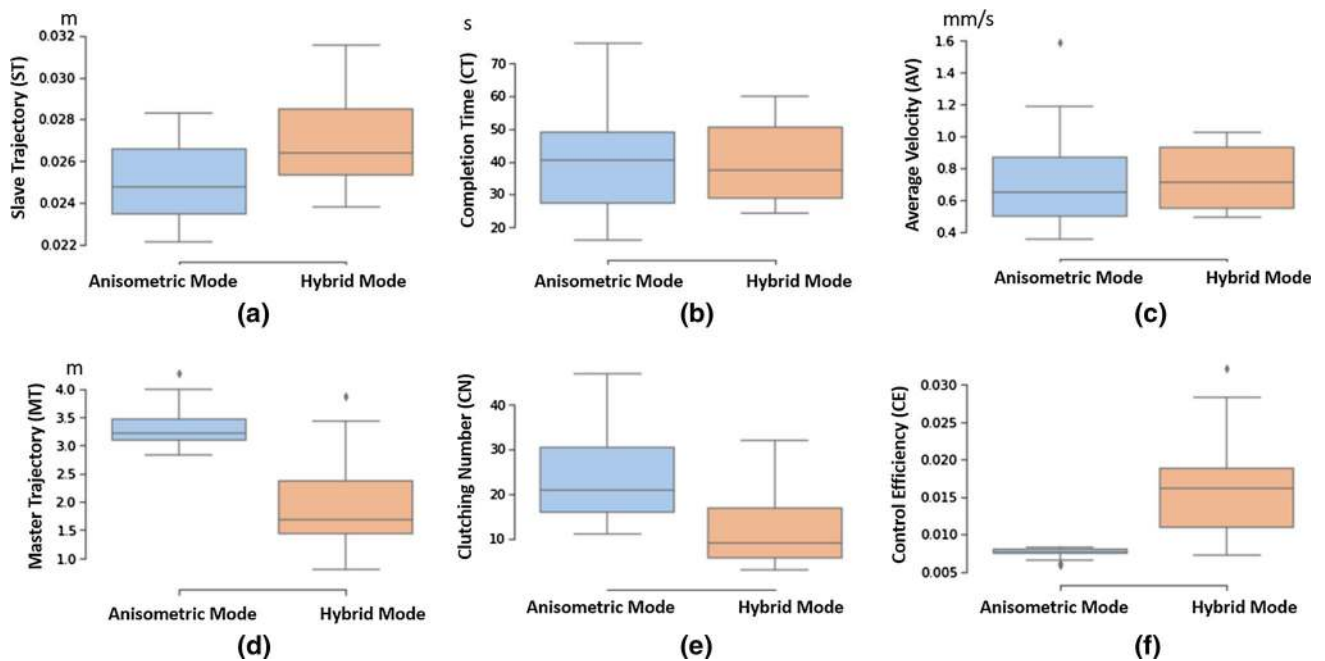 m
Slave Trajectory (ST)
0.032
0.030
0.028
0.026
0.024
0.022
Anisometric Mode Hybrid Mode
(a)
s
Completion Time (CT)
70
60
50
40
30
20
Anisometric Mode Hybrid Mode
(b)
mm/s
Average Velocity (AV)
1.6
1.4
1.2
1.0
0.8
0.6
0.4
Anisometric Mode Hybrid Mode
(c)
m
Master Trajectory (MT)
4.0
3.5
3.0
2.5
2.0
1.5
1.0
Anisometric Mode Hybrid Mode
(d)
Clutching Number (CN)
40
30
20
10
Anisometric Mode Hybrid Mode
(e)
Control Efficiency (CE)
0.030
0.025
0.020
0.015
0.010
0.005
Anisometric Mode Hybrid Mode
(f)